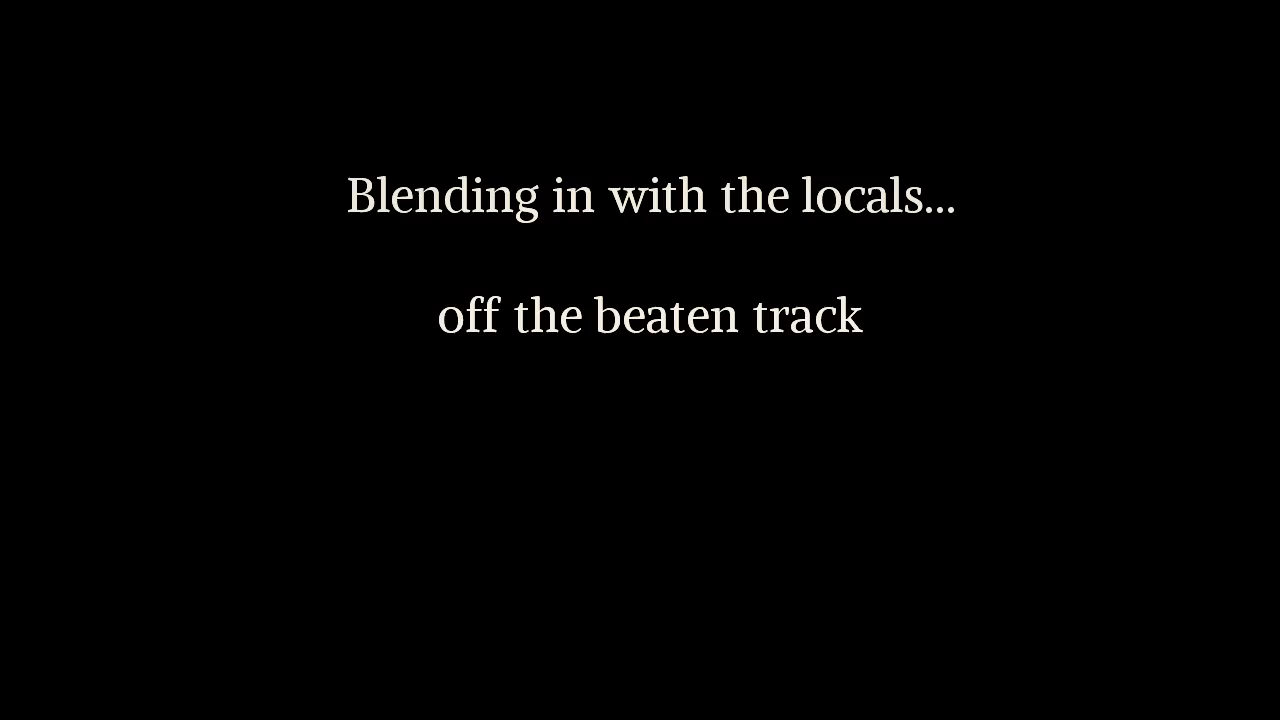 Blending in with the locals...
off the beaten track